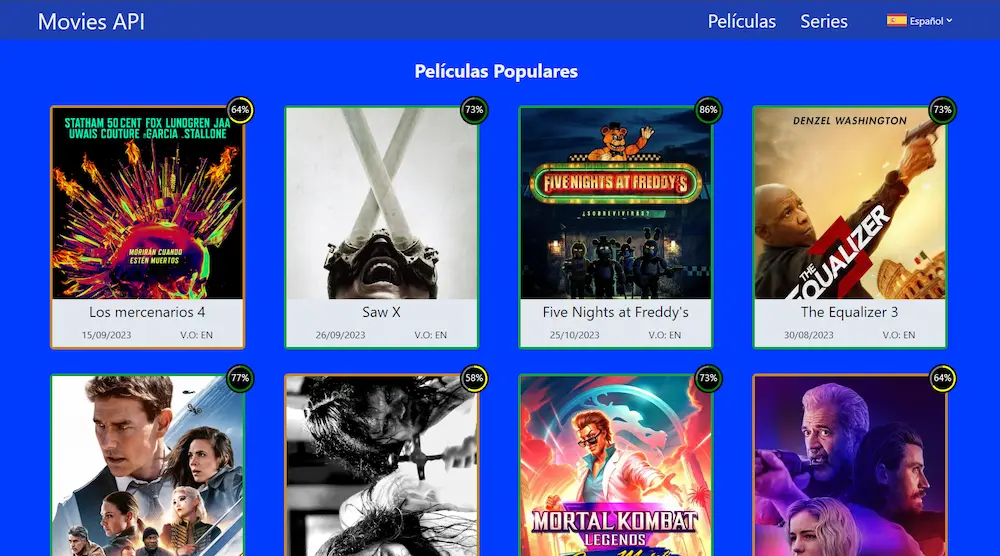 Movies API
Películas
Series
Español
Películas Populares
64%
STATHAM 50 CENT FOX LUNDGREN JAA
UWAIS COUTURE GARCIA STALLONE
MORIRÁN CUANDO
ESTÉN MUERTOS
Los mercenarios 4
15/09/2023
V.O: EN
73%
Saw X
26/09/2023
V.O: EN
86%
FIVE NIGHTS AT FREDDY'S
¿SOBREVIVIRÁS?
Five Nights at Freddy's
25/10/2023
V.O: EN
73%
DENZEL WASHINGTON
THE
EQUALIZER
3
The Equalizer 3
30/08/2023
V.O: EN
77%
58%
73%
MORTAL KOMBAT
LEGENDS
64%